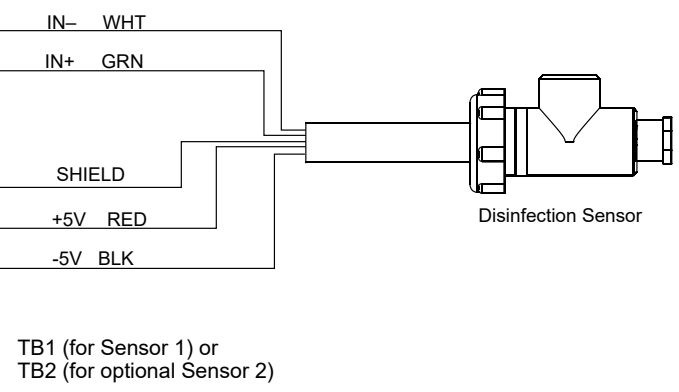 IN– WHT
IN+ GRN
SHIELD
+5V RED
-5V BLK
Disinfection Sensor
TB1 (for Sensor 1) or
TB2 (for optional Sensor 2)